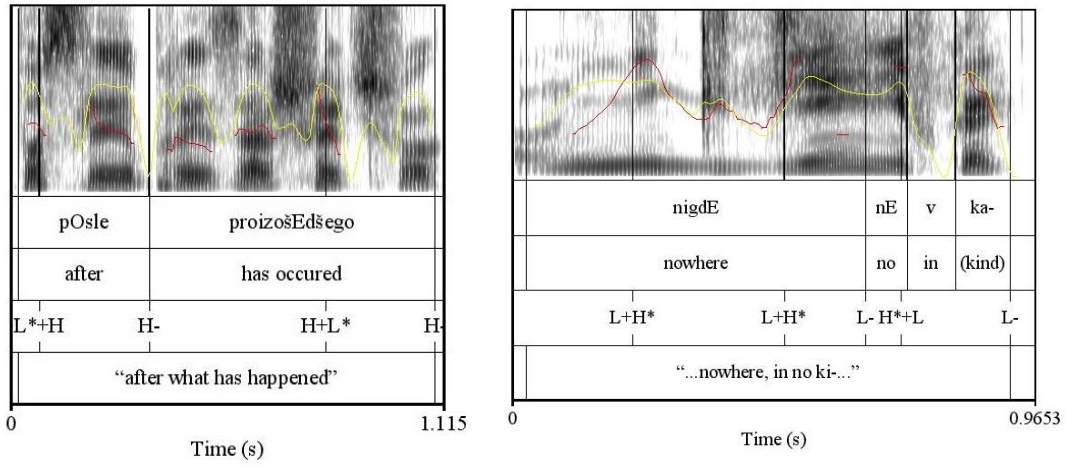 pOsle proizošEdšego
after has occured
L*+H H- H+L* H-
“after what has happened”
0 1.115
Time (s)
nigdE nE v ka-
nowhere no in (kind)
L+H* L+H* L- H*+L L-
“...nowhere, in no ki-...”
0 0.9653
Time (s)